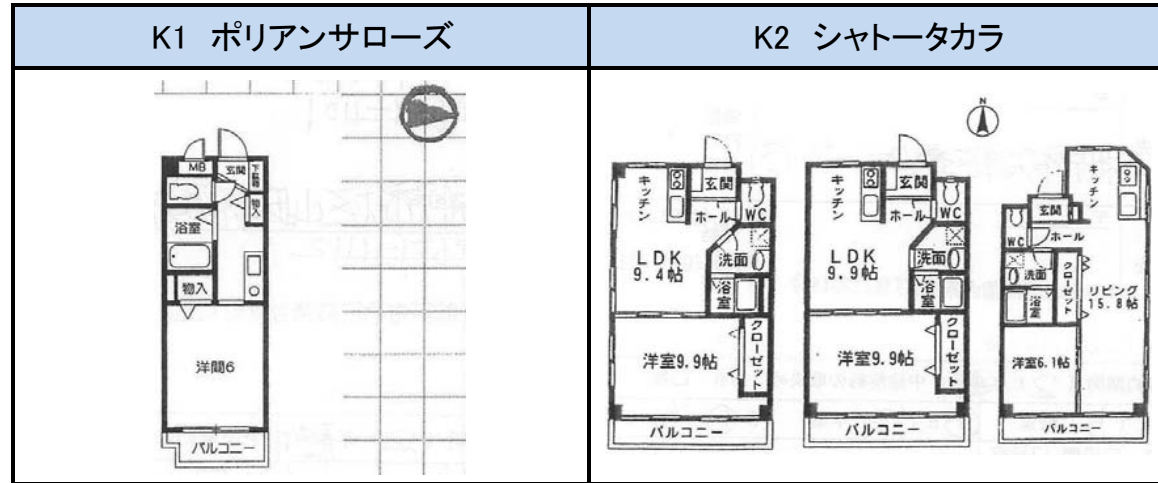 K1 ポリアンサローズ
K2 シャトータカラ
MB
玄関
下駄箱
物入
浴室
物入
洋間6
バルコニー
N
キッチン
玄関
ホール
WC
LDK
9.4帖
洗面
浴室
洋室9.9帖
クローゼット
バルコニー
キッチン
玄関
ホール
WC
LDK
9.9帖
洗面
浴室
洋室9.9帖
クローゼット
バルコニー
キッチン
玄関
WC
ホール
洗面
クローゼット
リビング
15.8帖
浴室
洋室6.1帖
バルコニー